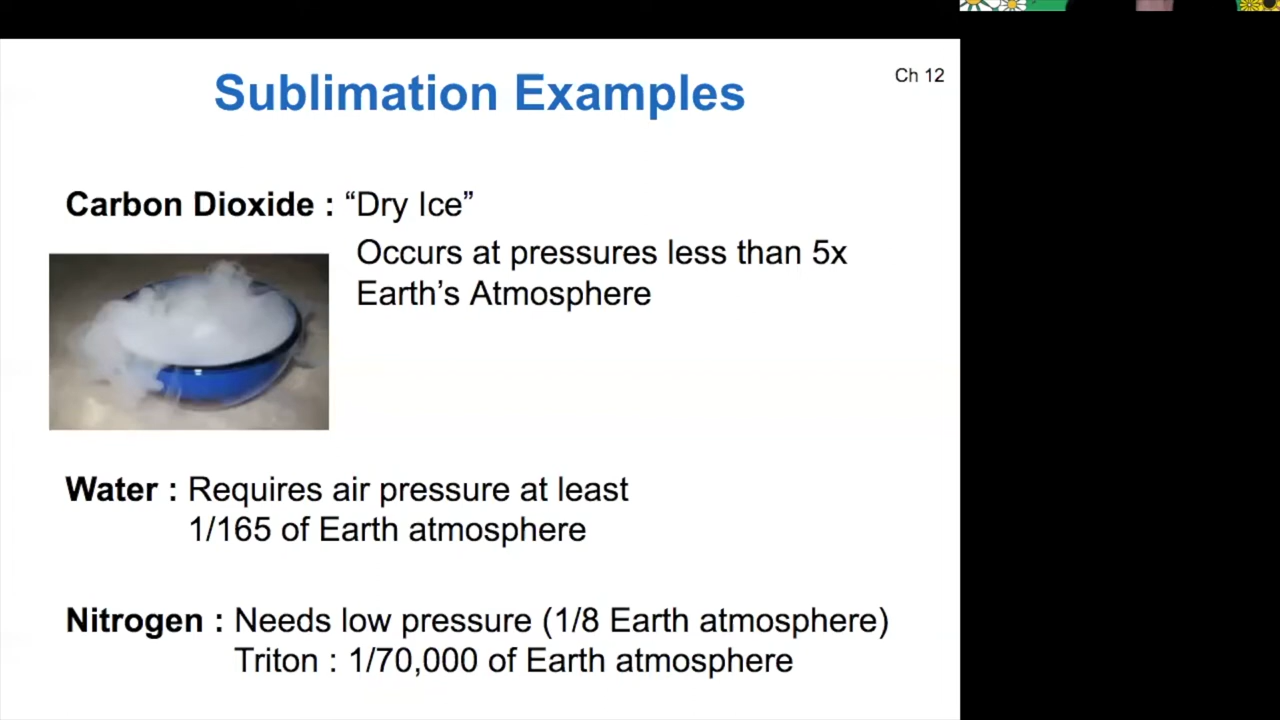 Ch 12
Sublimation Examples
Carbon Dioxide : “Dry Ice”
Occurs at pressures less than 5x
Earth’s Atmosphere
Water : Requires air pressure at least
1/165 of Earth atmosphere
Nitrogen : Needs low pressure (1/8 Earth atmosphere)
Triton : 1/70,000 of Earth atmosphere